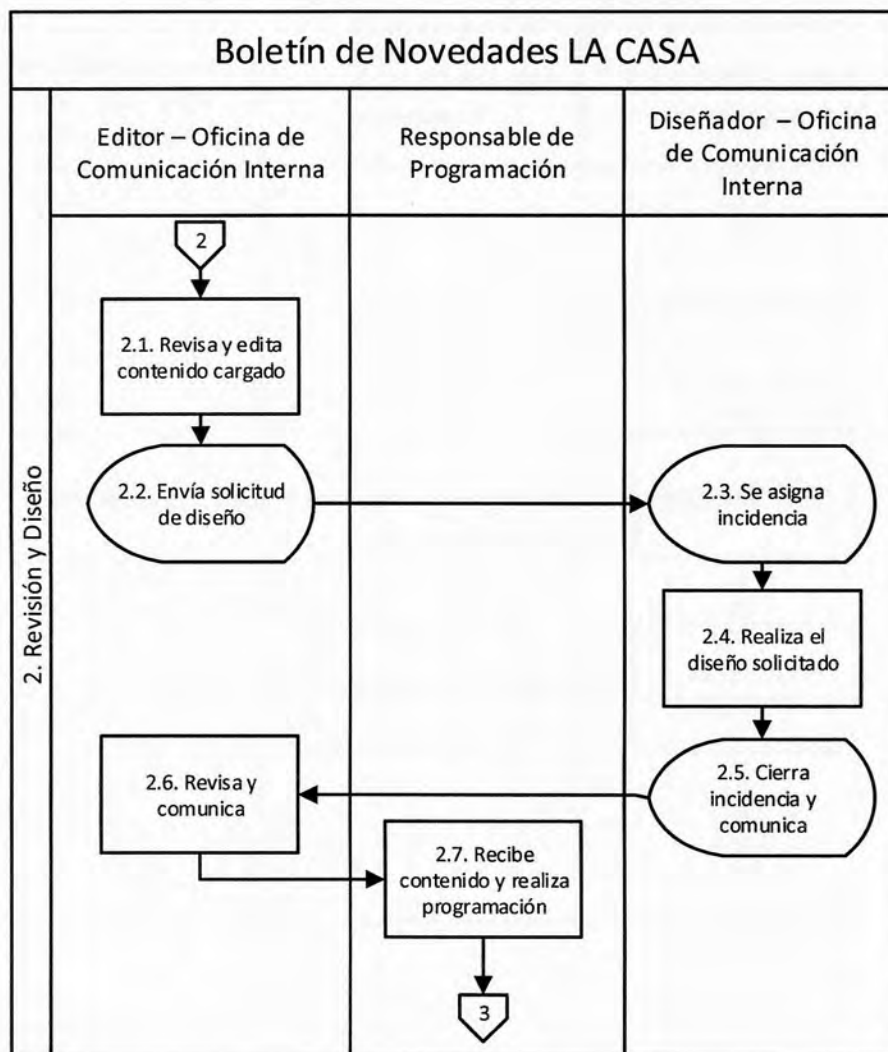 Boletín de Novedades LA CASA
Editor – Oficina de
Comunicación Interna
Responsable de
Programación
Diseñador – Oficina
de Comunicación
Interna
2. Revisión y Diseño
2
2.1. Revisa y edita
contenido cargado
2.2. Envía solicitud
de diseño
2.3. Se asigna
incidencia
2.4. Realiza el
diseño solicitado
2.5. Cierra
incidencia y
comunica
2.6. Revisa y
comunica
2.7. Recibe
contenido y realiza
programación
3